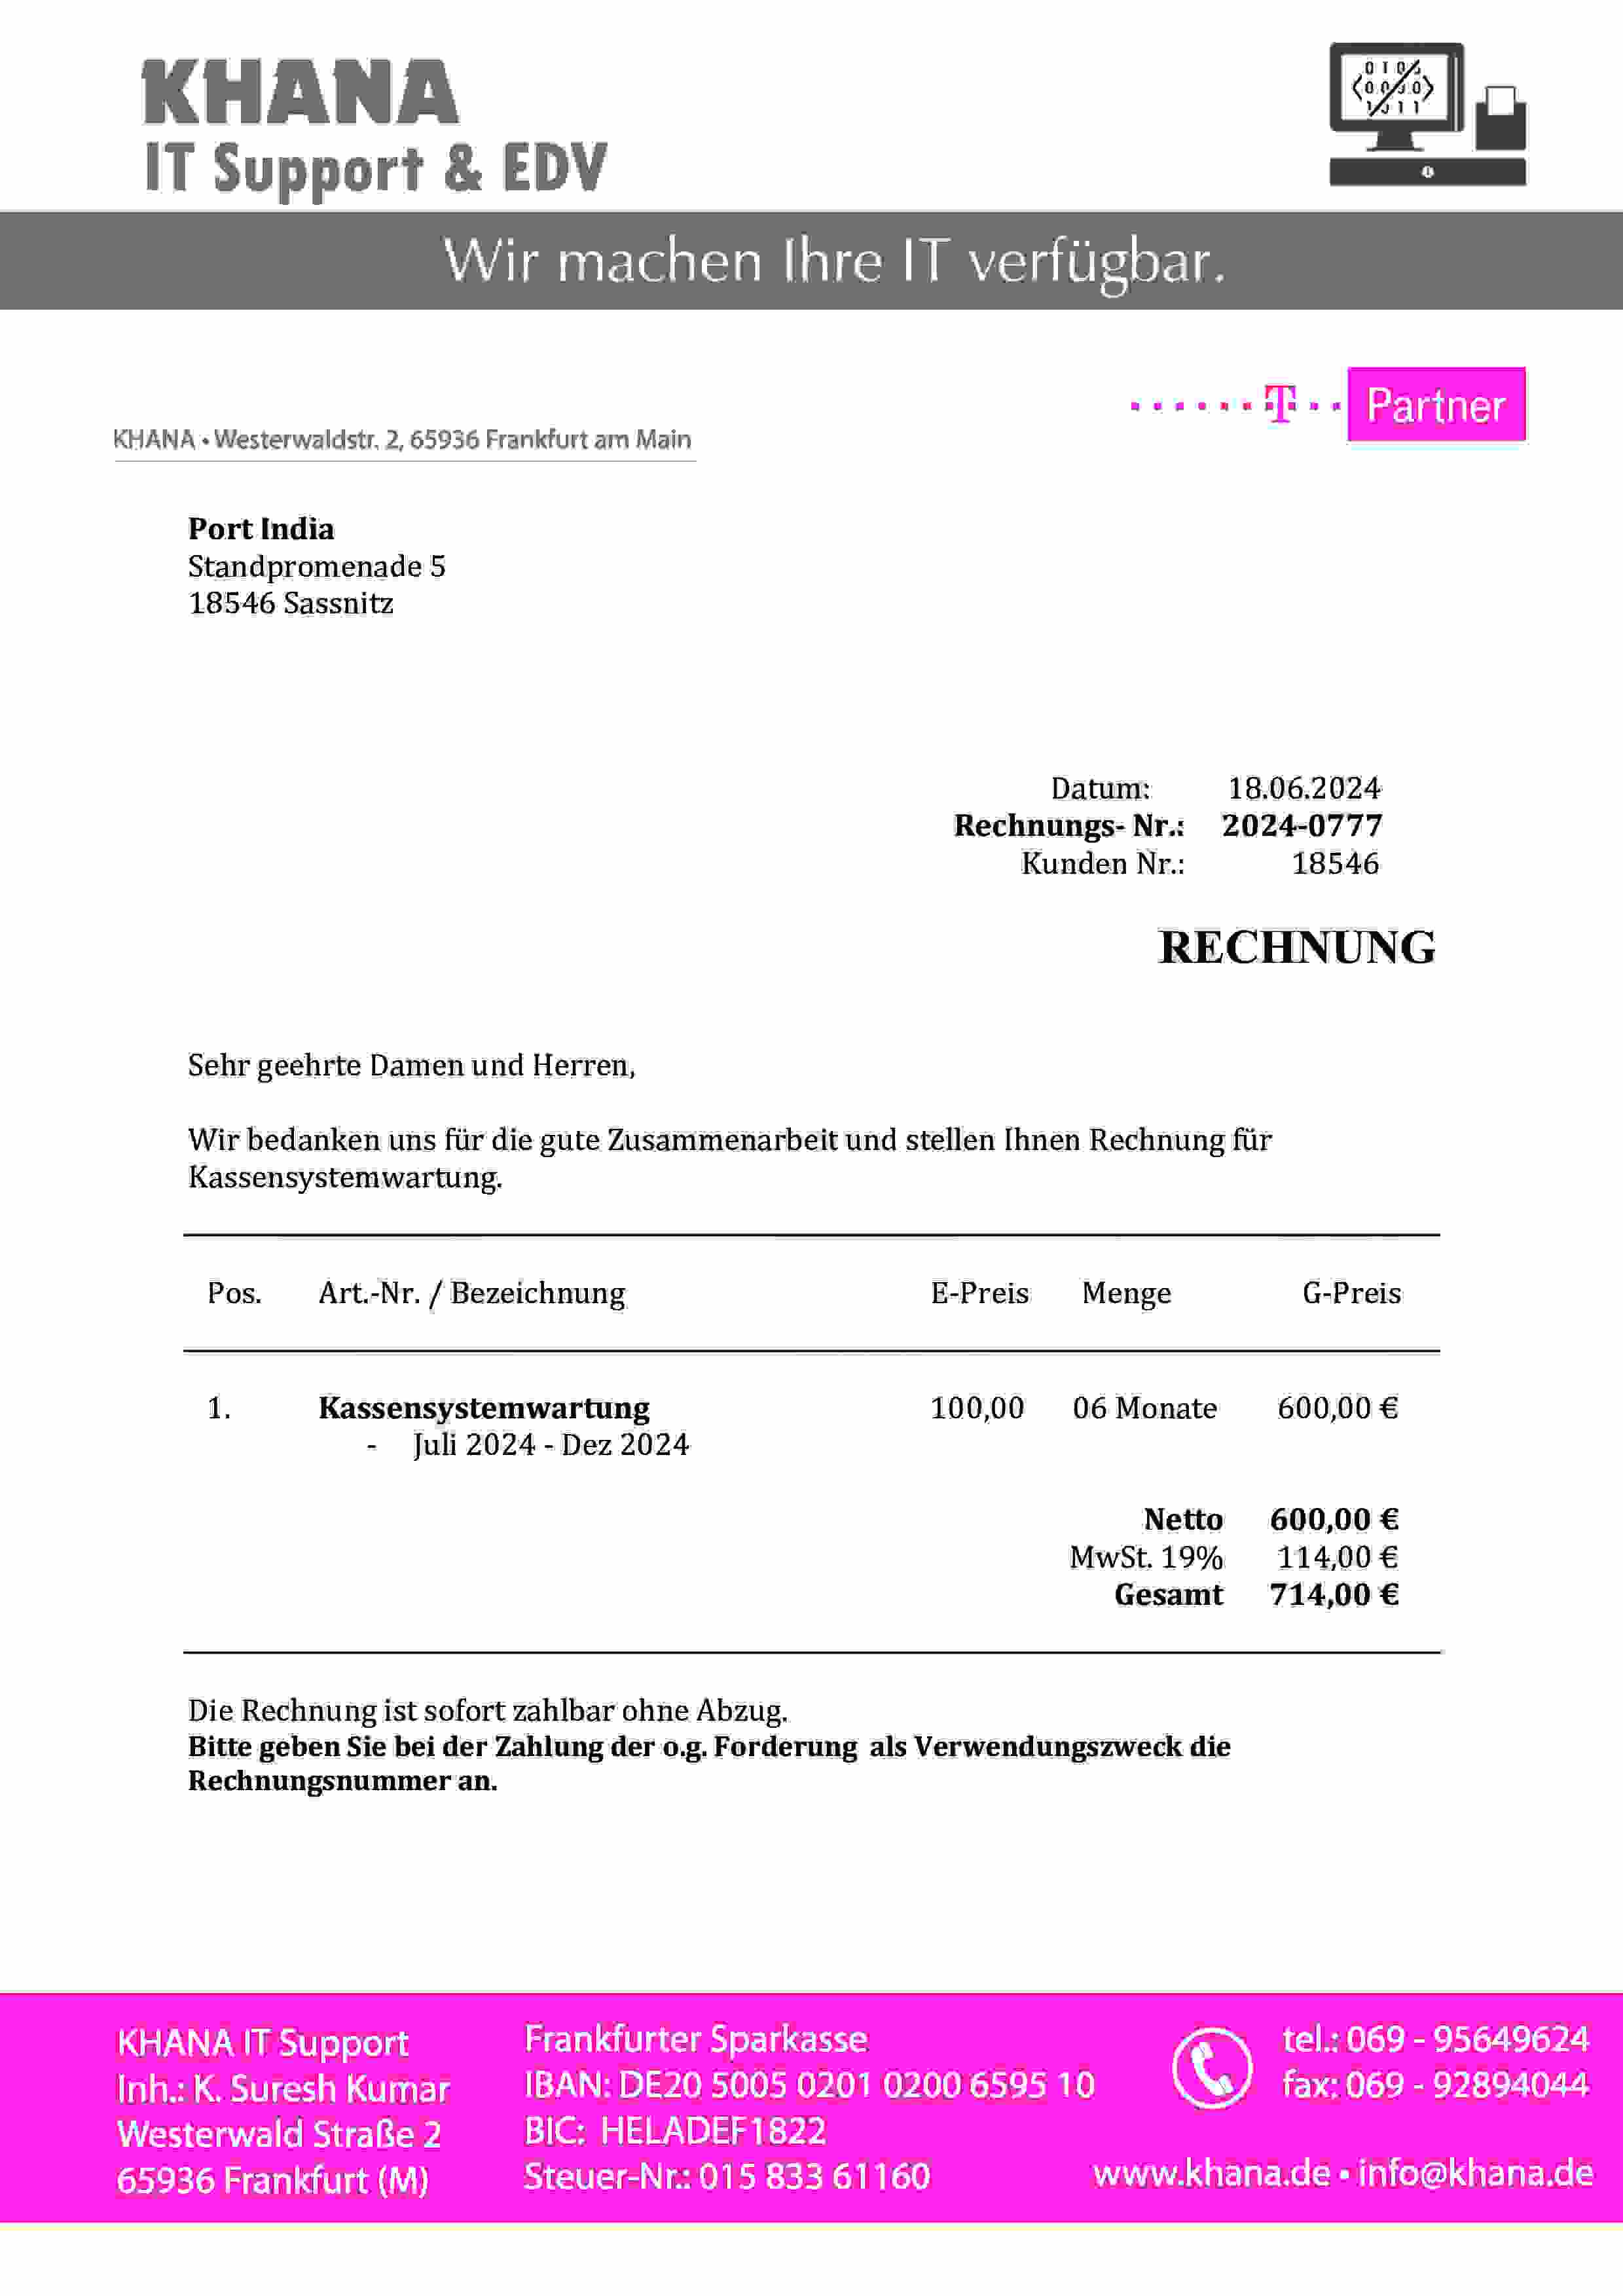 KHANA
IT Support & EDV
Wir machen Ihre IT verfügbar.
T Partner
KHANA • Westerwaldstr. 2, 65936 Frankfurt am Main
Port India
Standpromenade 5
18546 Sassnitz
Datum: 18.06.2024
Rechnungs- Nr.: 2024-0777
Kunden Nr.: 18546
RECHNUNG
Sehr geehrte Damen und Herren,
Wir bedanken uns für die gute Zusammenarbeit und stellen Ihnen Rechnung für
Kassensystemwartung.
Pos. Art.-Nr. / Bezeichnung E-Preis Menge G-Preis
1. Kassensystemwartung 100,00 06 Monate 600,00 €
- Juli 2024 - Dez 2024
Netto 600,00 €
MwSt. 19% 114,00 €
Gesamt 714,00 €
Die Rechnung ist sofort zahlbar ohne Abzug.
Bitte geben Sie bei der Zahlung der o.g. Forderung als Verwendungszweck die
Rechnungsnummer an.
KHANA IT Support
Inh.: K. Suresh Kumar
Westerwald Straße 2
65936 Frankfurt (M)
Frankfurter Sparkasse
IBAN: DE20 5005 0201 0200 6595 10
BIC: HELADEF1822
Steuer-Nr.: 015 833 61160
tel.: 069 - 95649624
fax: 069 - 92894044
www.khana.de • info@khana.de